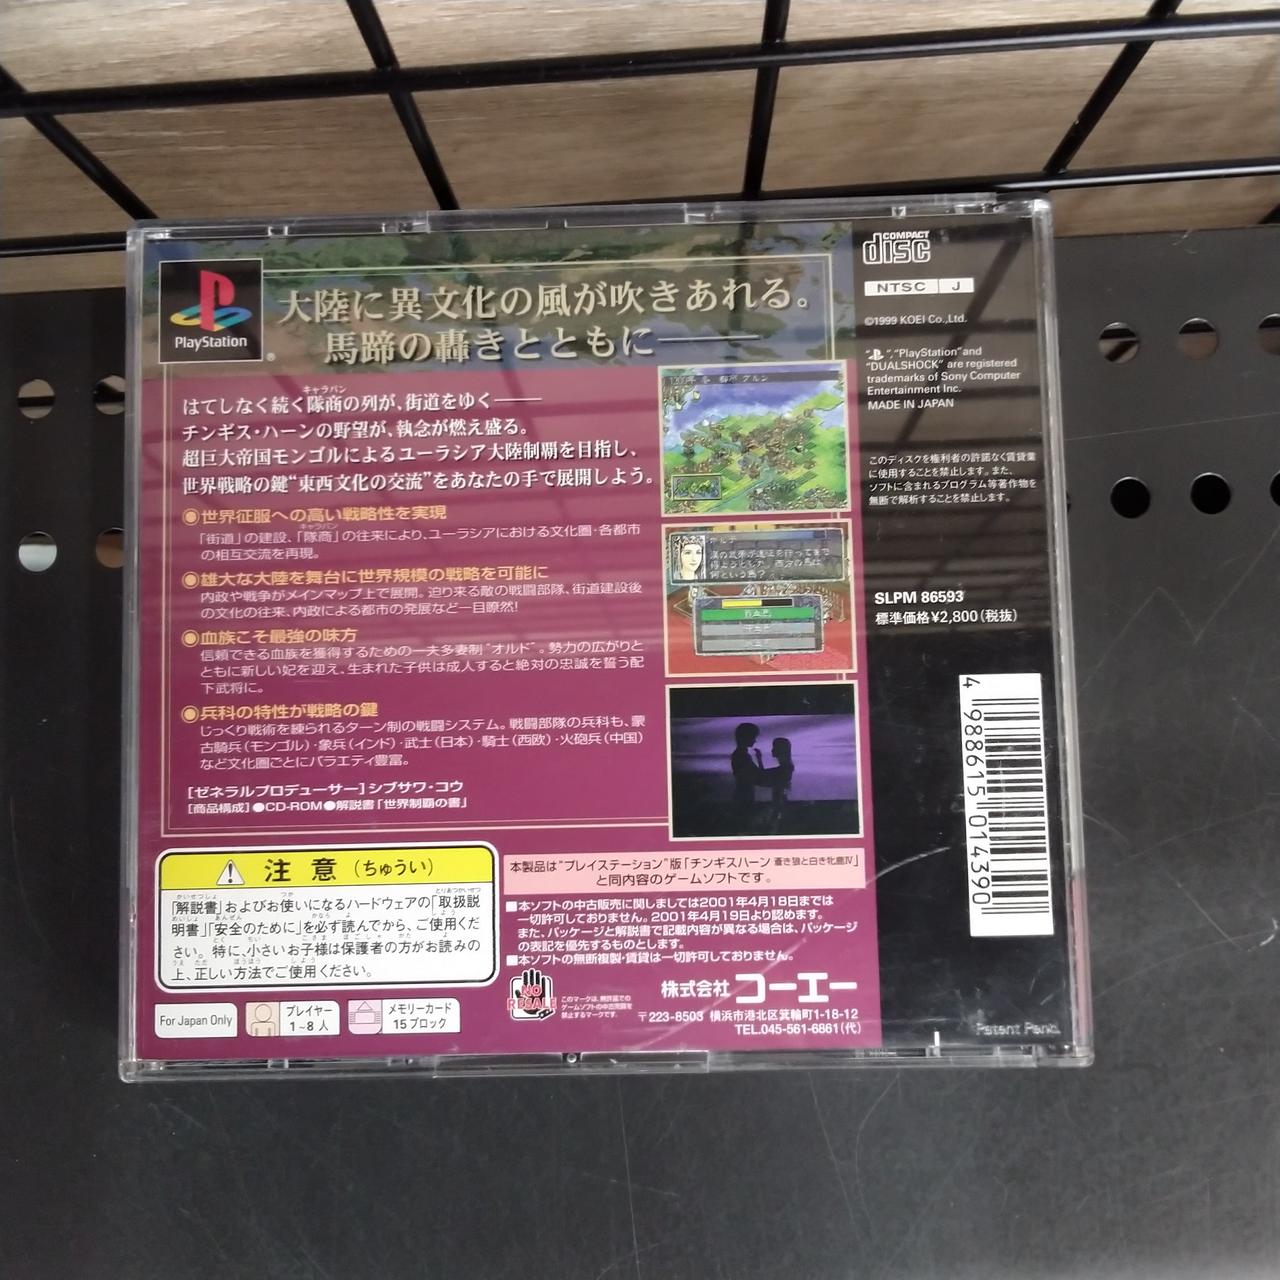 PlayStation
®
大陸に異文化の風が吹きあれる。
馬蹄の轟きとともに——
はてしなく続く隊商の列が、街道をゆく——
キャラバン
チンギス・ハーンの野望が、執念が燃え盛る。
超巨大帝国モンゴルによるユーラシア大陸制覇を目指し、
世界戦略の鍵“東西文化の交流”をあなたの手で展開しよう。
◉世界征服への高い戦略性を実現
「街道」の建設、「隊商」の往来により、ユーラシアにおける文化圏・各都市
キャラバン
の相互交流を再現。
◉雄大な大陸を舞台に世界規模の戦略を可能に
内政や戦争がメインマップ上で展開。迫り来る敵の戦闘部隊、街道建設後
の文化の往来、内政による都市の発展など一目瞭然!
◉血族こそ最強の味方
信頼できる血族を獲得するための一夫多妻制“オルド”。勢力の広がりと
ともに新しい妃を迎え、生まれた子供は成人すると絶対の忠誠を誓う配
下武将に。
◉兵科の特性が戦略の鍵
じっくり戦術を練られるターン制の戦闘システム。戦闘部隊の兵科も、蒙
古騎兵(モンゴル)・象兵(インド)・武士(日本)・騎士(西欧)・火砲兵(中国)
など文化圏ごとにバラエティ豊富。
[ゼネラルプロデューサー]シブサワ・コウ
[商品構成]●CD-ROM●解説書「世界制覇の書」
注意(ちゅうい)
「解説書」およびお使いになるハードウェアの「取扱説
明書」「安全のために」を必ず読んでから、ご使用くだ
さい。特に、小さいお子様は保護者の方がお読みの
上、正しい方法でご使用ください。
For Japan Only
プレイヤー
1~8人
メモリーカード
15ブロック
本製品は“プレイステーション”版「チンギスハーン 蒼き狼と白き牝鹿Ⅳ」
と同内容のゲームソフトです。
■本ソフトの中古販売に関しましては2001年4月18日までは
一切許可しておりません。2001年4月19日より認めます。
また、パッケージと解説書で記載内容が異なる場合は、パッケージ
の表記を優先するものとします。
■本ソフトの無断複製・賃貸は一切許可しておりません。
NO
RESALE
このマークは、無許諾での
ゲームソフトの中古売買を
禁止するマークです。
株式会社コーエー
〒223-8503 横浜市港北区箕輪町1-18-12
TEL.045-561-6861(代)
COMPACT
disc
NTSC J
©1999 KOEI Co.,Ltd.
“ ”,“PlayStation”and
“DUALSHOCK” are registered
trademarks of Sony Computer
Entertainment Inc.
MADE IN JAPAN
このディスクを権利者の許諾なく賃貸業
に使用することを禁止します。また、
ソフトに含まれるプログラム等著作物を
無断で解析することを禁止します。
SLPM 86593
標準価格¥2,800(税抜)
4 988615 014390
Patent Pend.